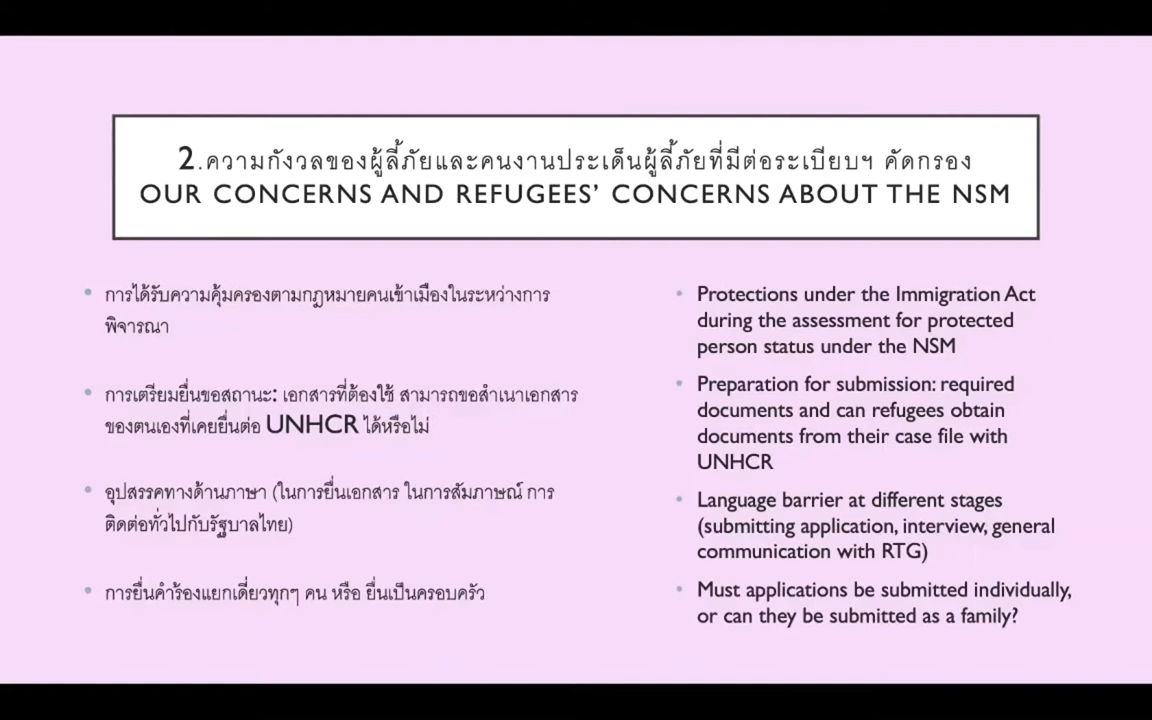 2.ความกังวลของผู้ลี้ภัยและคนงานประเด็นผู้ลี้ภัยที่มีต่อระเบียบฯ คัดกรอง
OUR CONCERNS AND REFUGEES’ CONCERNS ABOUT THE NSM
• การได้รับความคุ้มครองตามกฎหมายคนเข้าเมืองในระหว่างการ
พิจารณา
• การเตรียมยื่นขอสถานะ: เอกสารที่ต้องใช้ สามารถขอสำเนาเอกสาร
ของตนเองที่เคยยื่นต่อ UNHCR ได้หรือไม่
• อุปสรรคทางด้านภาษา (ในการยื่นเอกสาร ในการสัมภาษณ์ การ
ติดต่อทั่วไปกับรัฐบาลไทย)
• การยื่นคำร้องแยกเดี่ยวทุกๆ คน หรือ ยื่นเป็นครอบครัว
• Protections under the Immigration Act
during the assessment for protected
person status under the NSM
• Preparation for submission: required
documents and can refugees obtain
documents from their case file with
UNHCR
• Language barrier at different stages
(submitting application, interview, general
communication with RTG)
• Must applications be submitted individually,
or can they be submitted as a family?